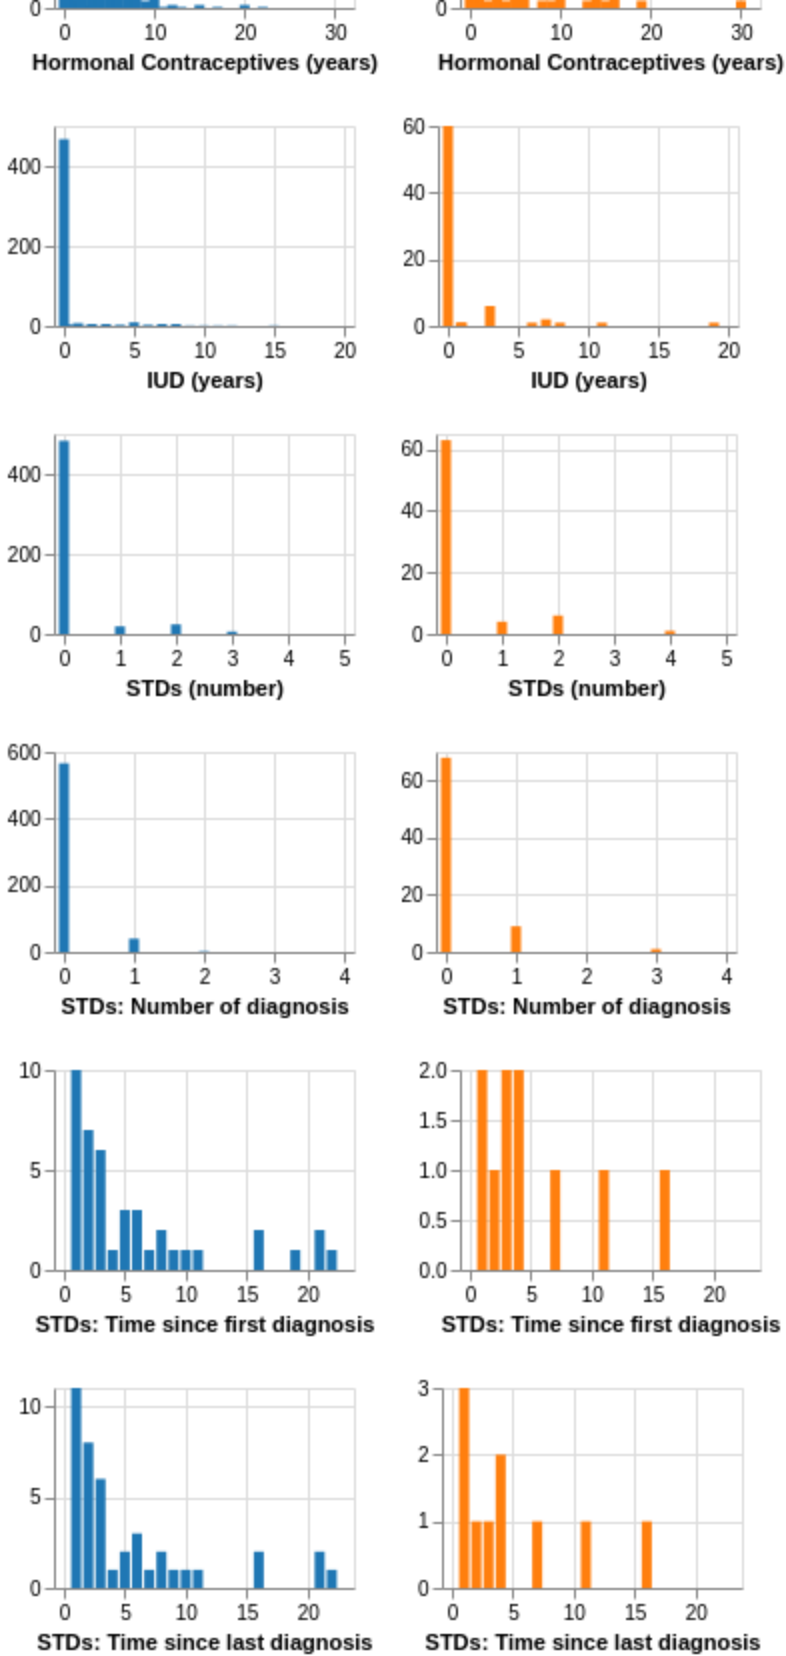 0 0
0 10 20 30 0 10 20 30
Hormonal Contraceptives (years) Hormonal Contraceptives (years)
400 60
200 40
0 20
0
0 5 10 15 20 0 5 10 15 20
IUD (years) IUD (years)
400 60
200 40
0 20
0
0 1 2 3 4 5 0 1 2 3 4 5
STDs (number) STDs (number)
600
400 60
200 40
0 20
0
0 1 2 3 4 0 1 2 3 4
STDs: Number of diagnosis STDs: Number of diagnosis
10 2.0
1.5
5 1.0
0.5
0 0.0
0 5 10 15 20 0 5 10 15 20
STDs: Time since first diagnosis STDs: Time since first diagnosis
3
10 2
5 1
0 0
0 5 10 15 20 0 5 10 15 20
STDs: Time since last diagnosis STDs: Time since last diagnosis